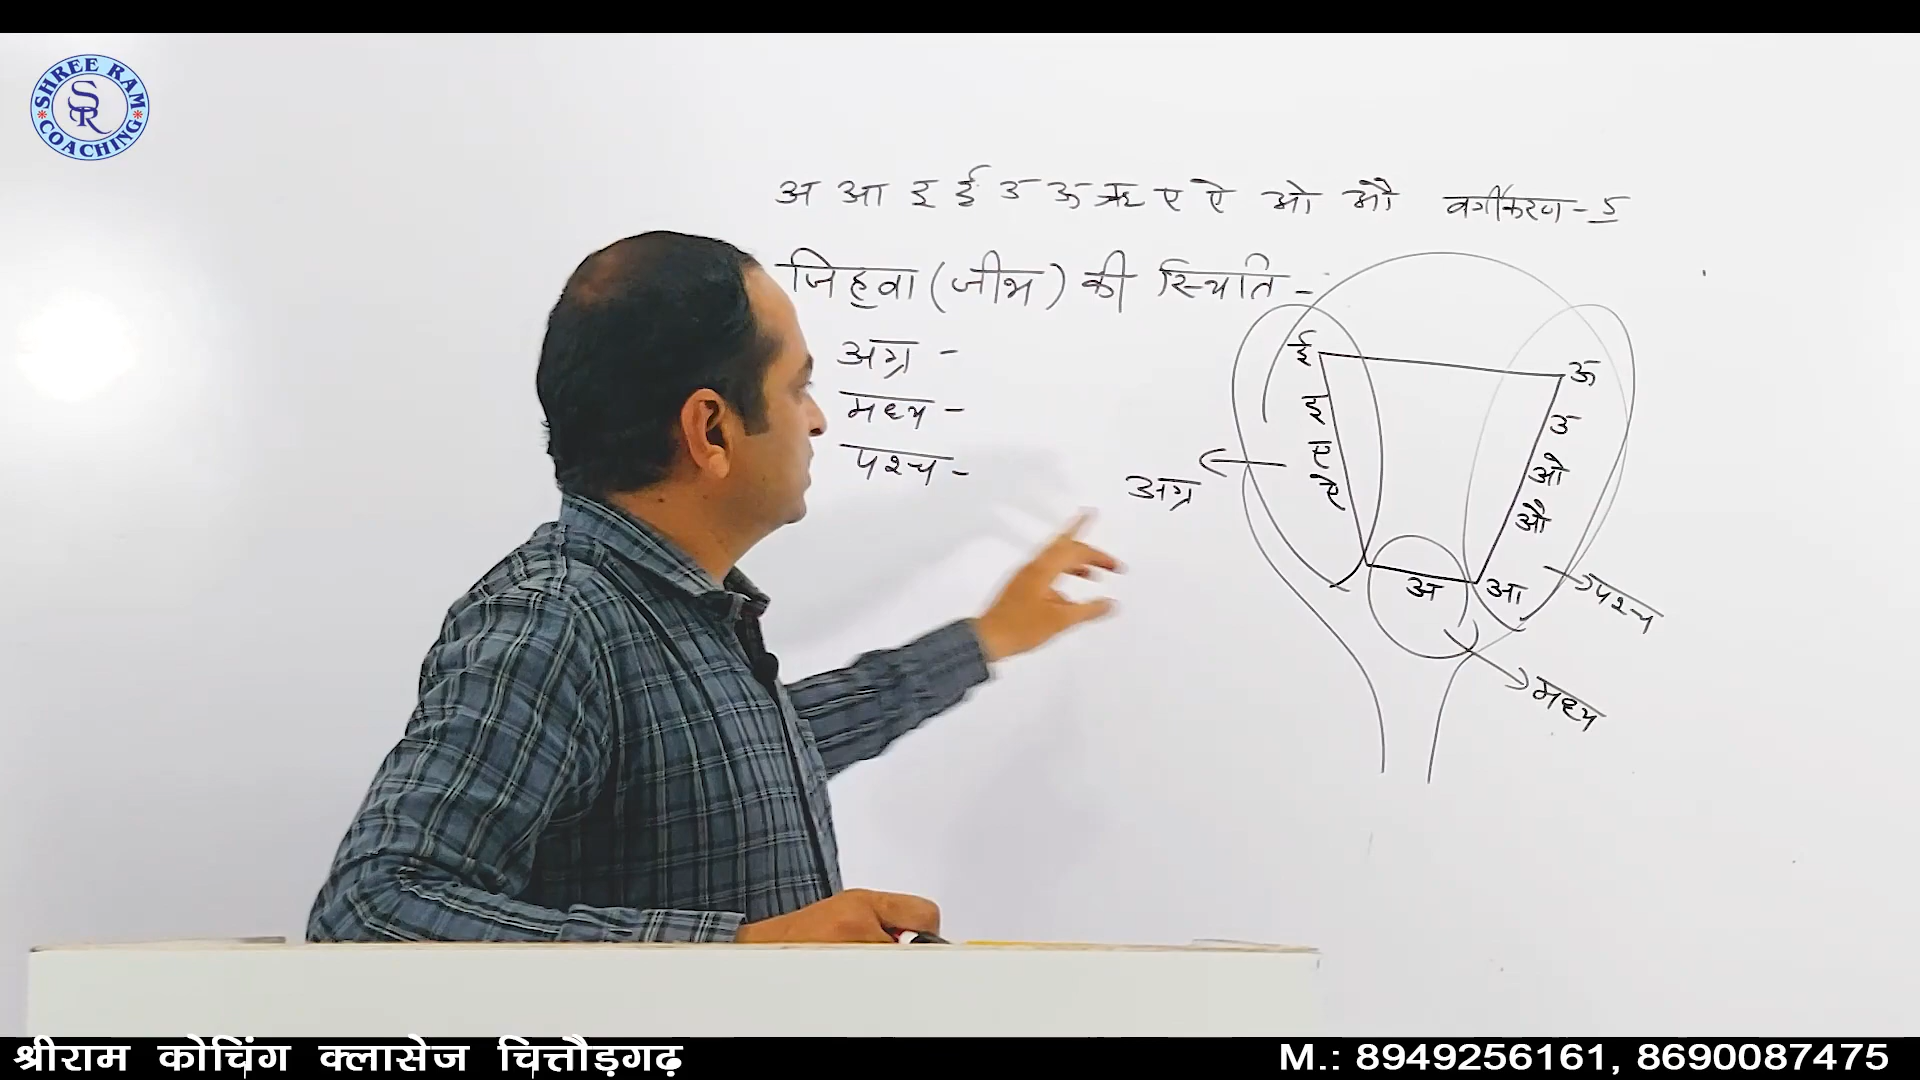 SHREE RAM COACHING
SR
अ आ इ ई उ ऊ ऋ ए ऐ ओ औ वर्गीकरण - 5
जिह्वा (जीभ) की स्थिति -
अग्र -
मध्य -
पश्च -
ई
इ
ए
ऐ
ऊ
उ
ओ
औ
अ आ
अग्र
पश्च
मध्य
श्रीराम कोचिंग क्लासेज चित्तौड़गढ़
M.: 8949256161, 8690087475